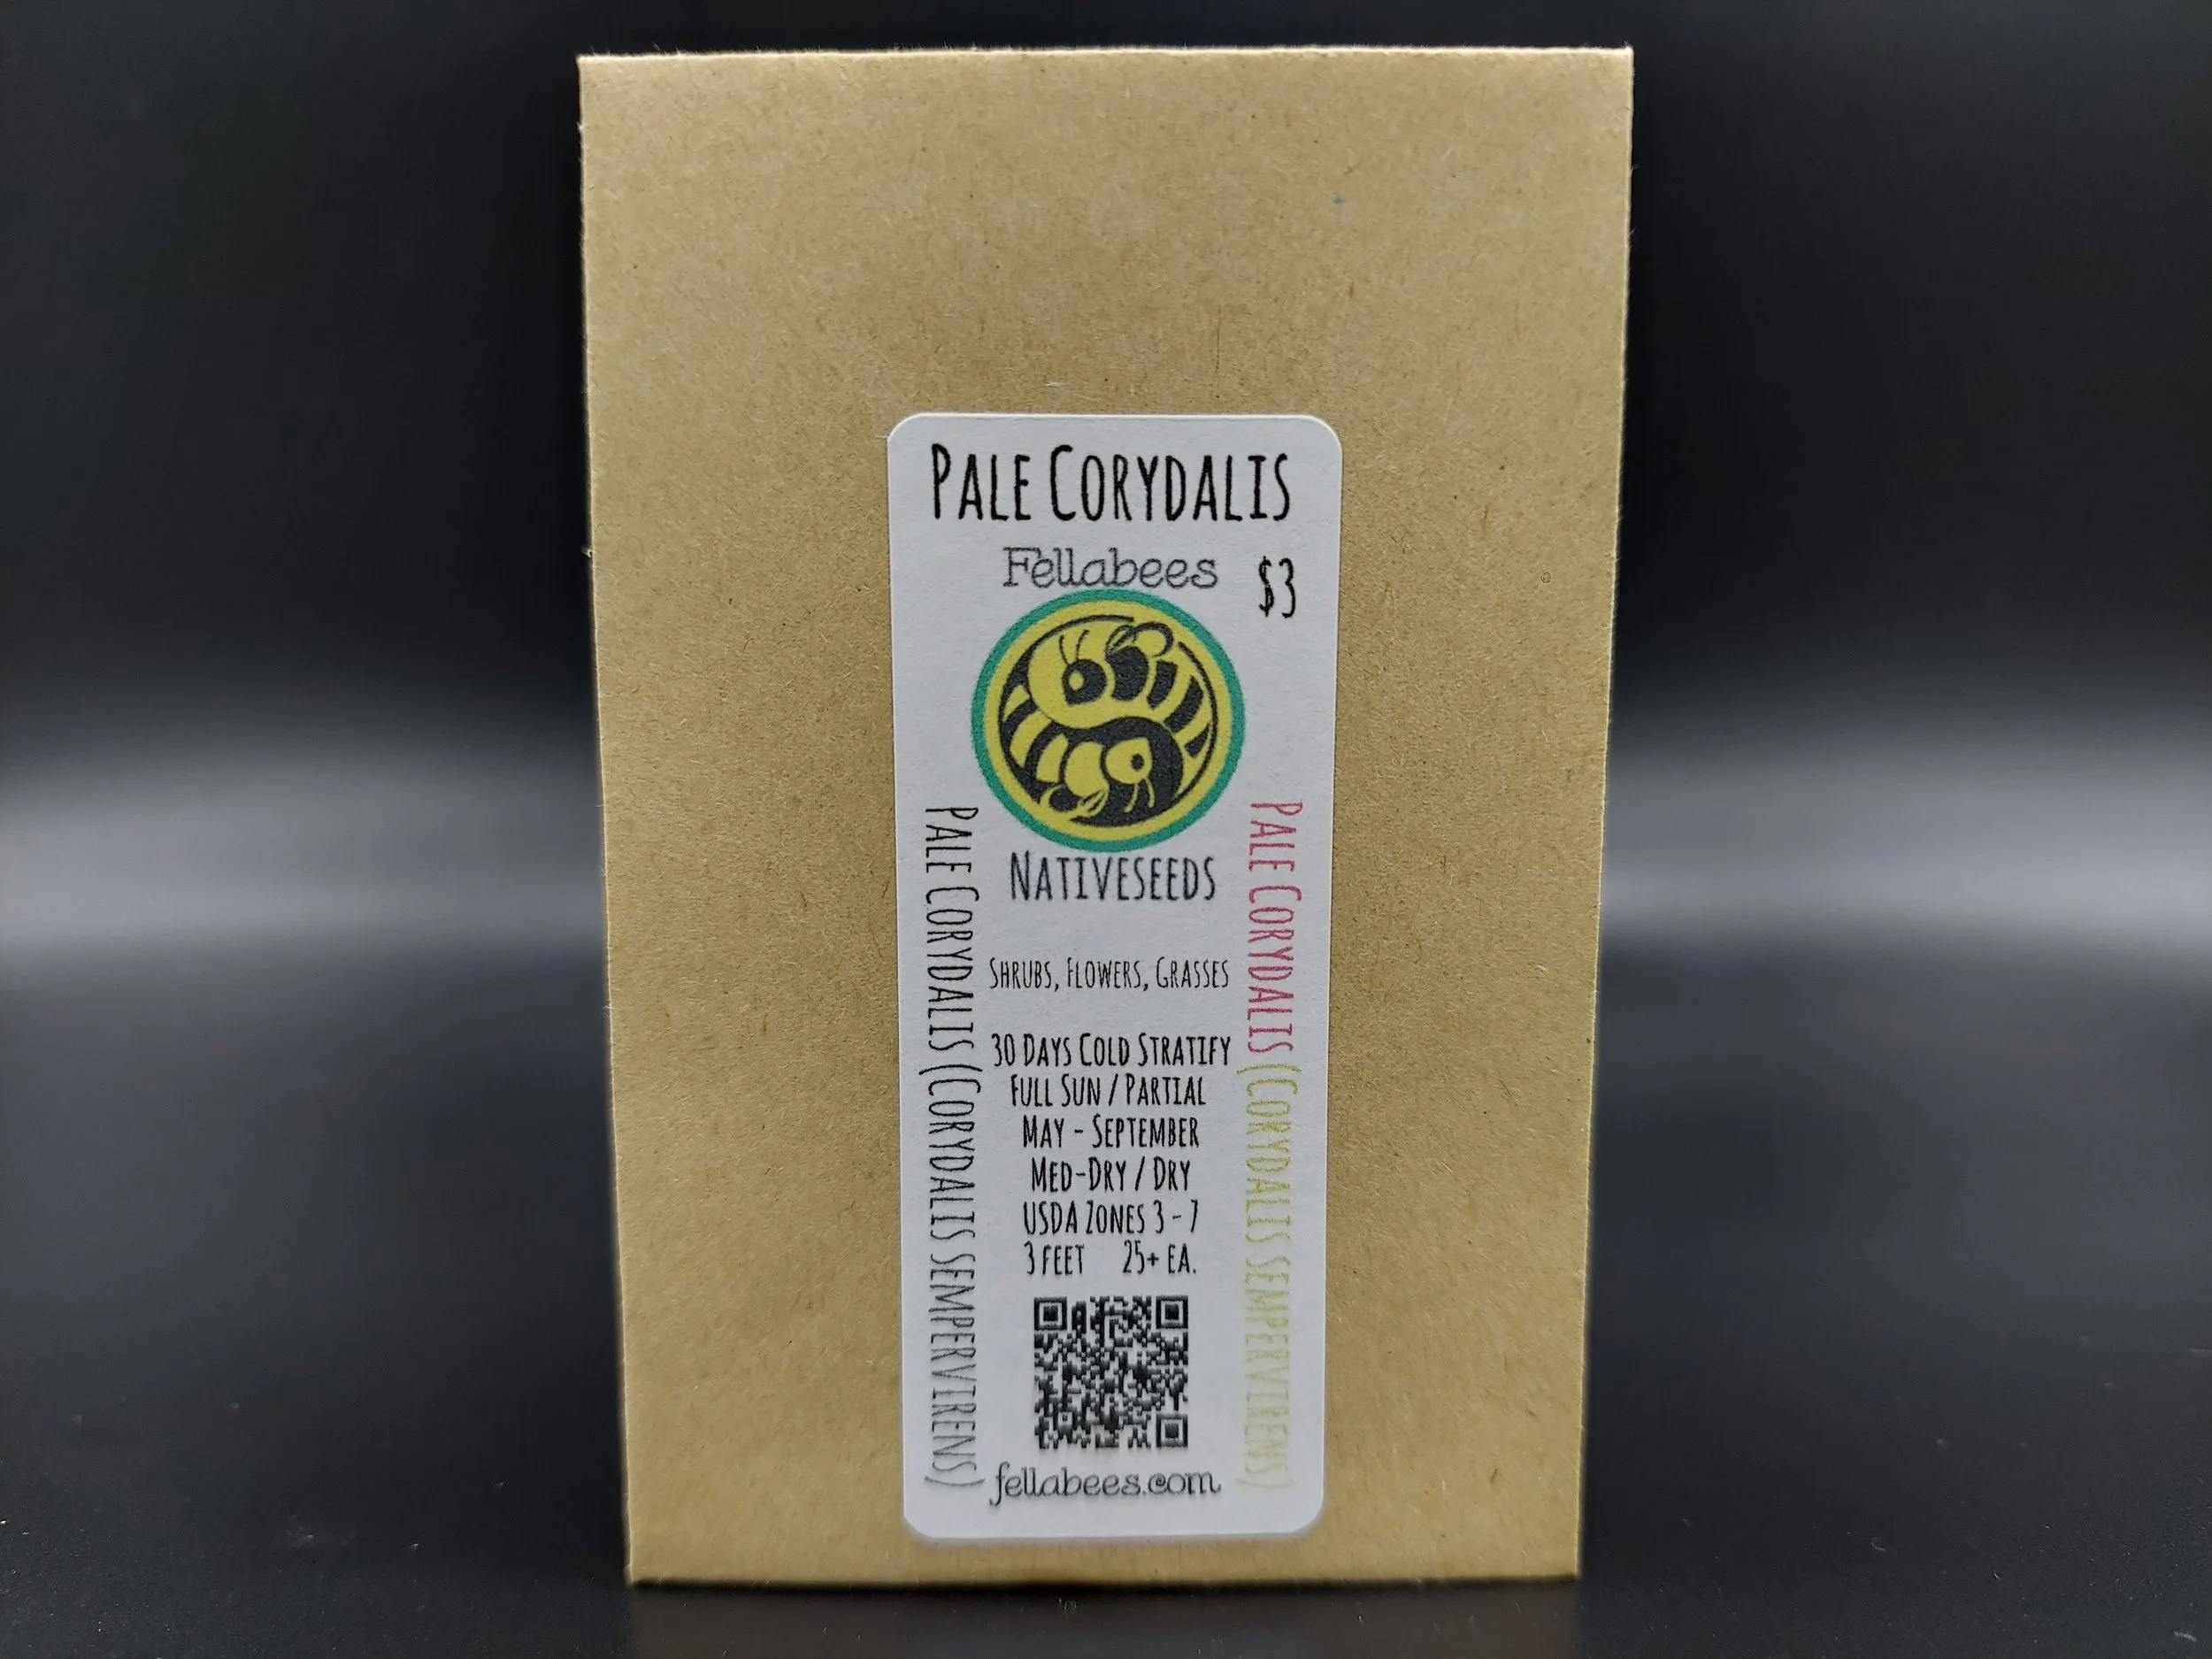 Pale Corydalis
Fellabees
$3
Nativeseeds
Shrubs, Flowers, Grasses
30 Days Cold Stratify
Full Sun / Partial
May - September
Med-Dry / Dry
USDA Zones 3 - 7
3 feet 25+ ea.
fellabees.com
Pale Corydalis (Corydalis sempervirens)
Pale Corydalis (Corydalis sempervirens)